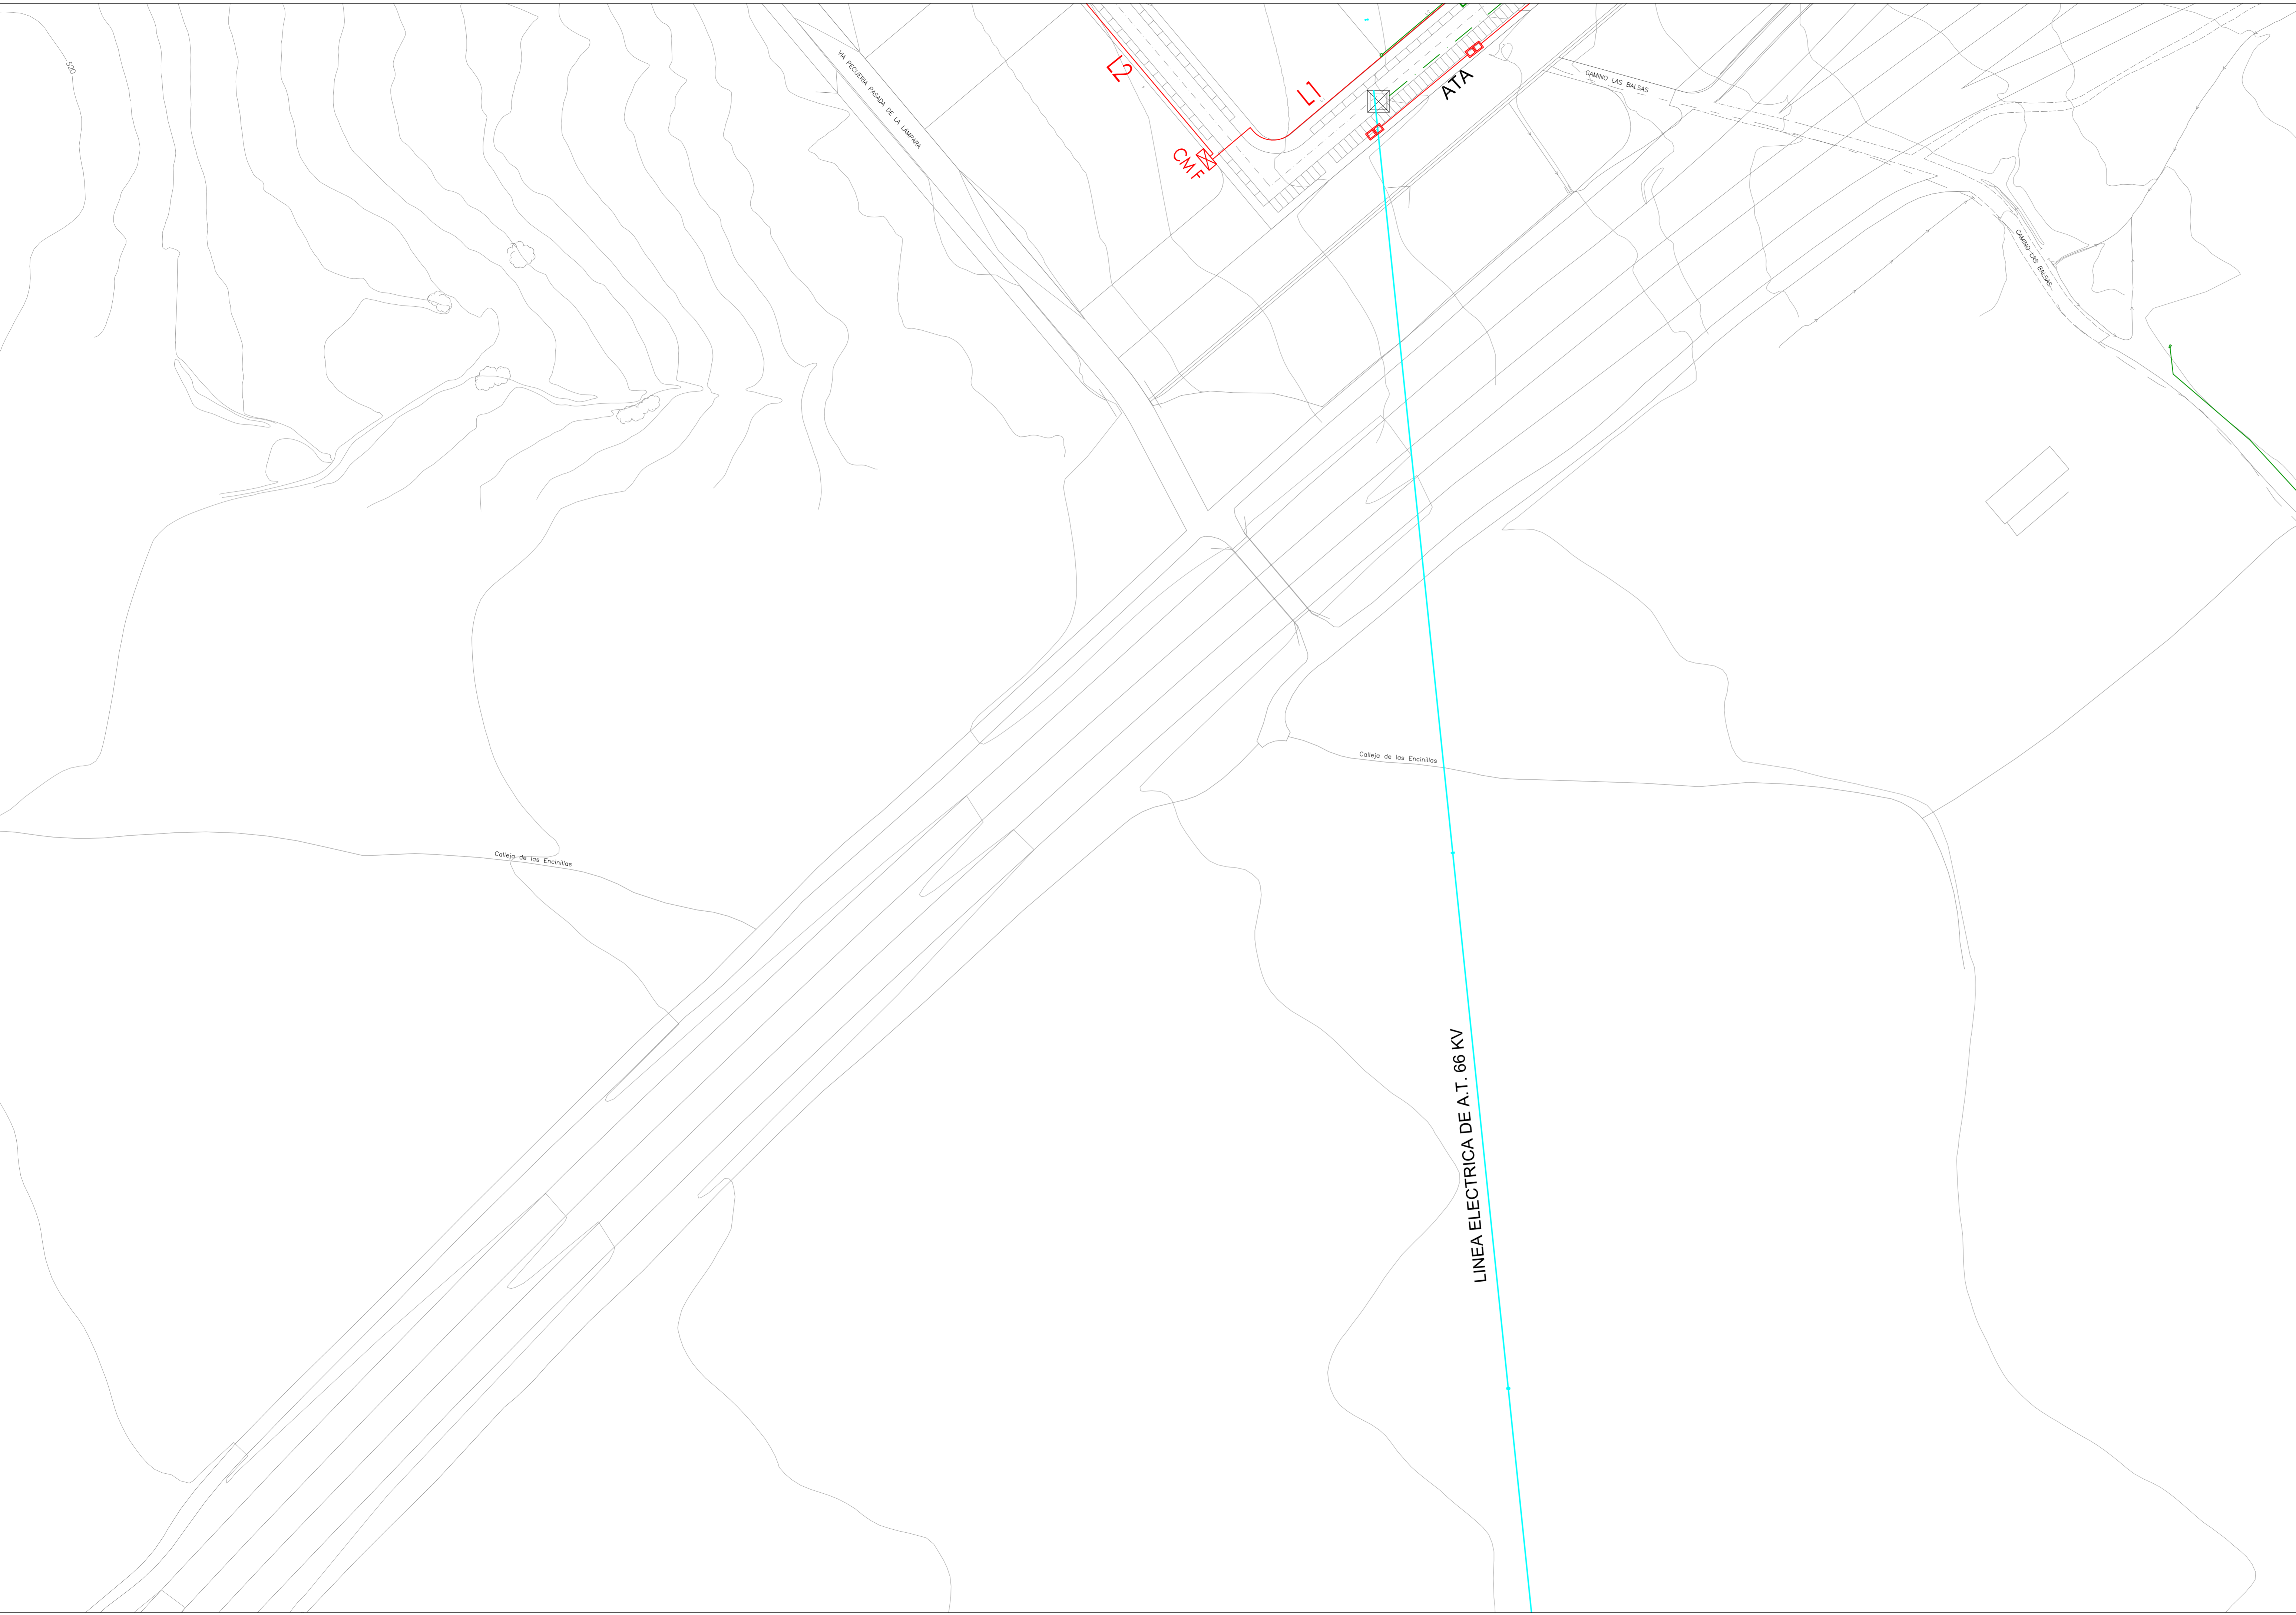 520
VIA PECUERIA PASADA DE LA LAMPARA
L2
L1
ATA
CMF
CAMINO LAS BALSAS
CAMINO LAS BALSAS
Calleja de las Encinillas
Calleja de las Encinillas
LINEA ELECTRICA DE A.T. 66 KV